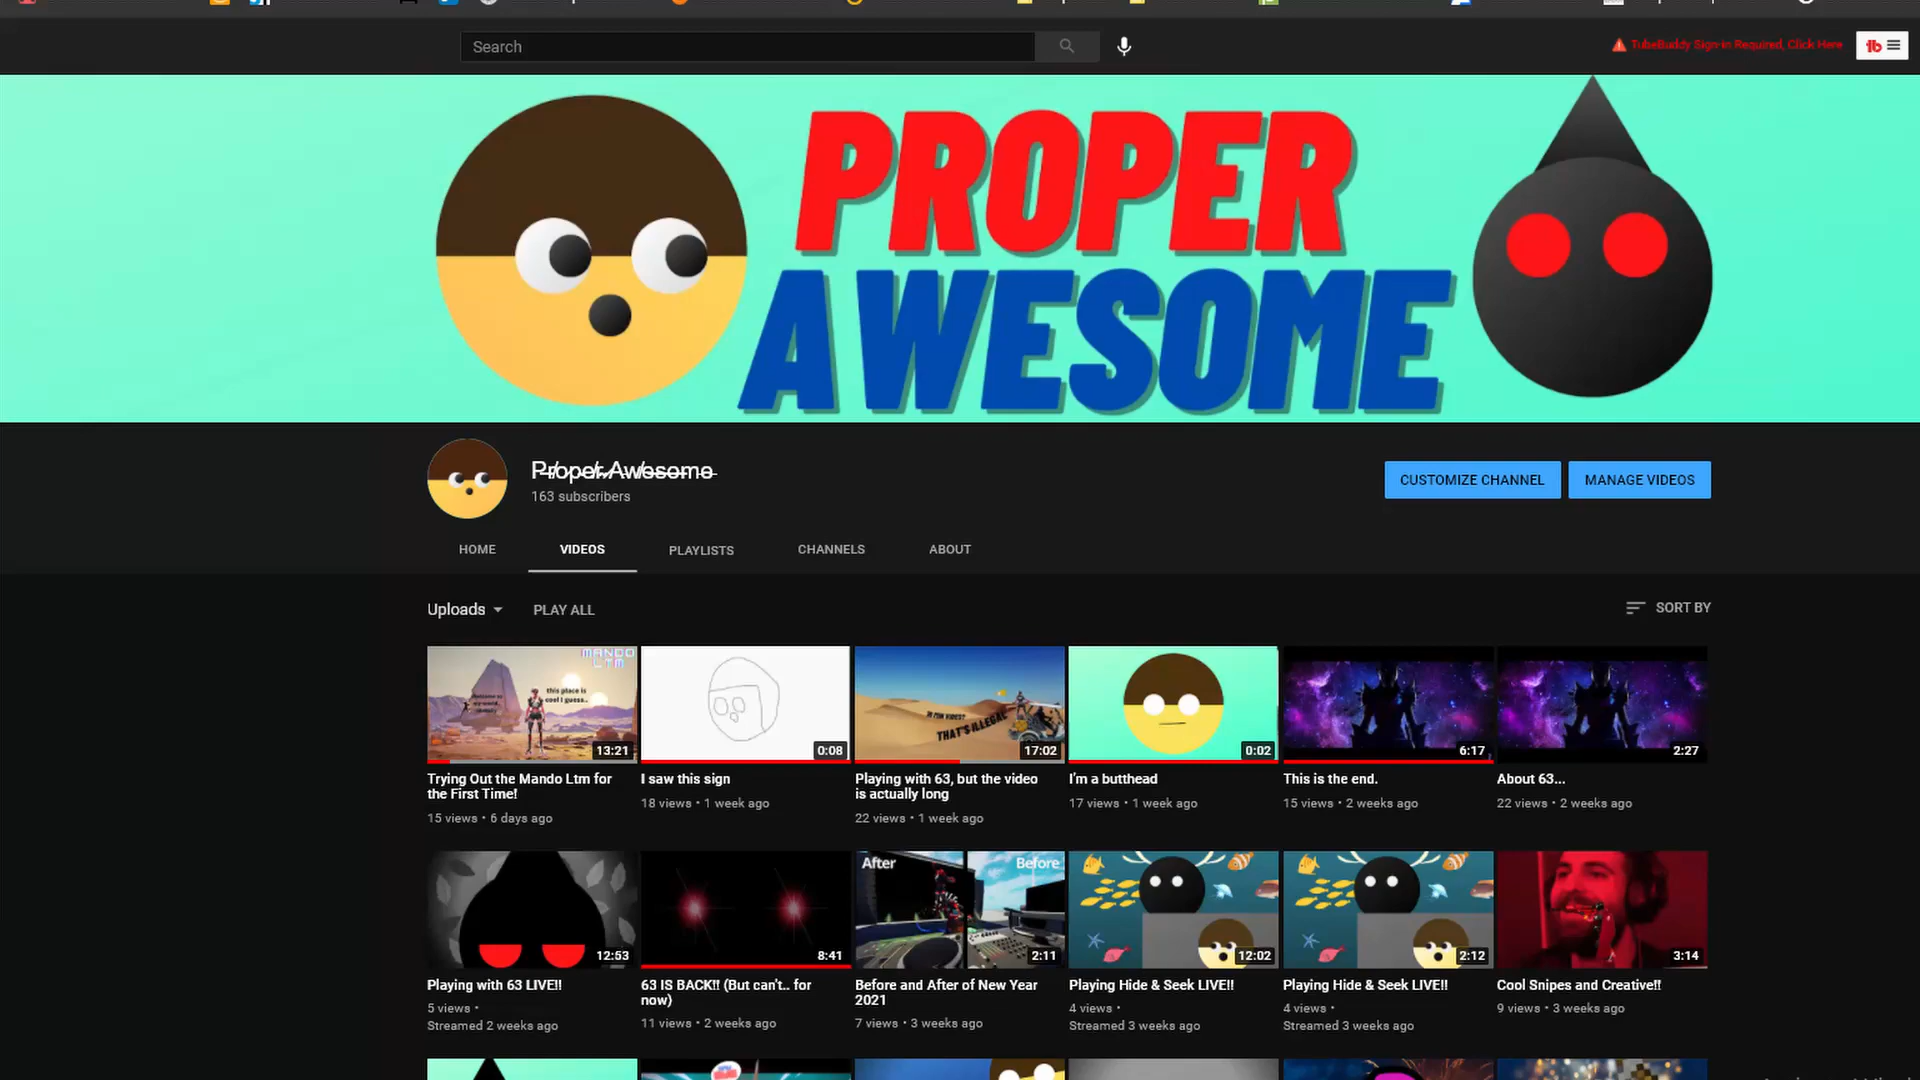 Search
TubeBuddy Sign-in Required, Click Here
PROPER
AWESOME
Proper Awesome
163 subscribers
CUSTOMIZE CHANNEL
MANAGE VIDEOS
HOME
VIDEOS
PLAYLISTS
CHANNELS
ABOUT
Uploads
PLAY ALL
SORT BY
MANDO
LTM
this place is
cool I guess..
13:21
0:08
THAT'S ILLEGAL
17:02
0:02
6:17
2:27
Trying Out the Mando Ltm for
the First Time!
15 views • 6 days ago
I saw this sign
18 views • 1 week ago
Playing with 63, but the video
is actually long
22 views • 1 week ago
I'm a butthead
17 views • 1 week ago
This is the end.
15 views • 2 weeks ago
About 63...
22 views • 2 weeks ago
12:53
8:41
After
Before
2:11
12:02
2:12
3:14
Playing with 63 LIVE!!
5 views •
Streamed 2 weeks ago
63 IS BACK!! (But can't.. for
now)
11 views • 2 weeks ago
Before and After of New Year
2021
7 views • 3 weeks ago
Playing Hide & Seek LIVE!!
4 views •
Streamed 3 weeks ago
Playing Hide & Seek LIVE!!
4 views •
Streamed 3 weeks ago
Cool Snipes and Creative!!
9 views • 3 weeks ago